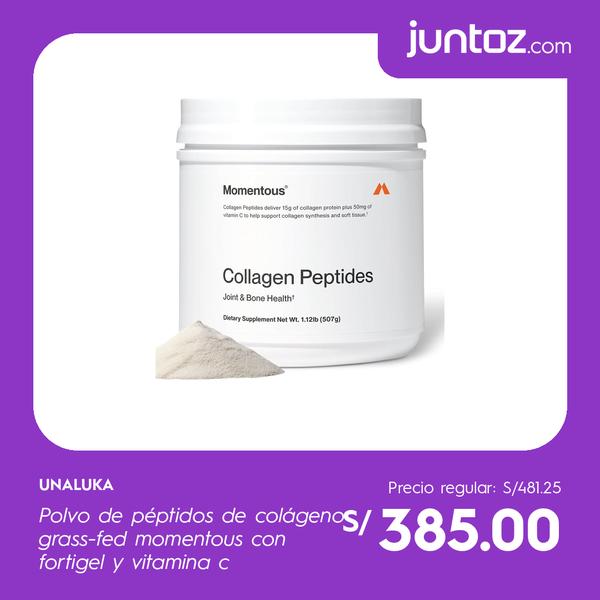 juntoz.com
Momentous®
Collagen Peptides deliver 15g of collagen protein plus 50mg of
vitamin C to help support collagen synthesis and soft tissue.†
Collagen Peptides
Joint & Bone Health†
Dietary Supplement Net Wt. 1.12lb (507g)
UNALUKA
Polvo de péptidos de colágeno
grass-fed momentous con
fortigel y vitamina c
Precio regular: S/481.25
S/ 385.00